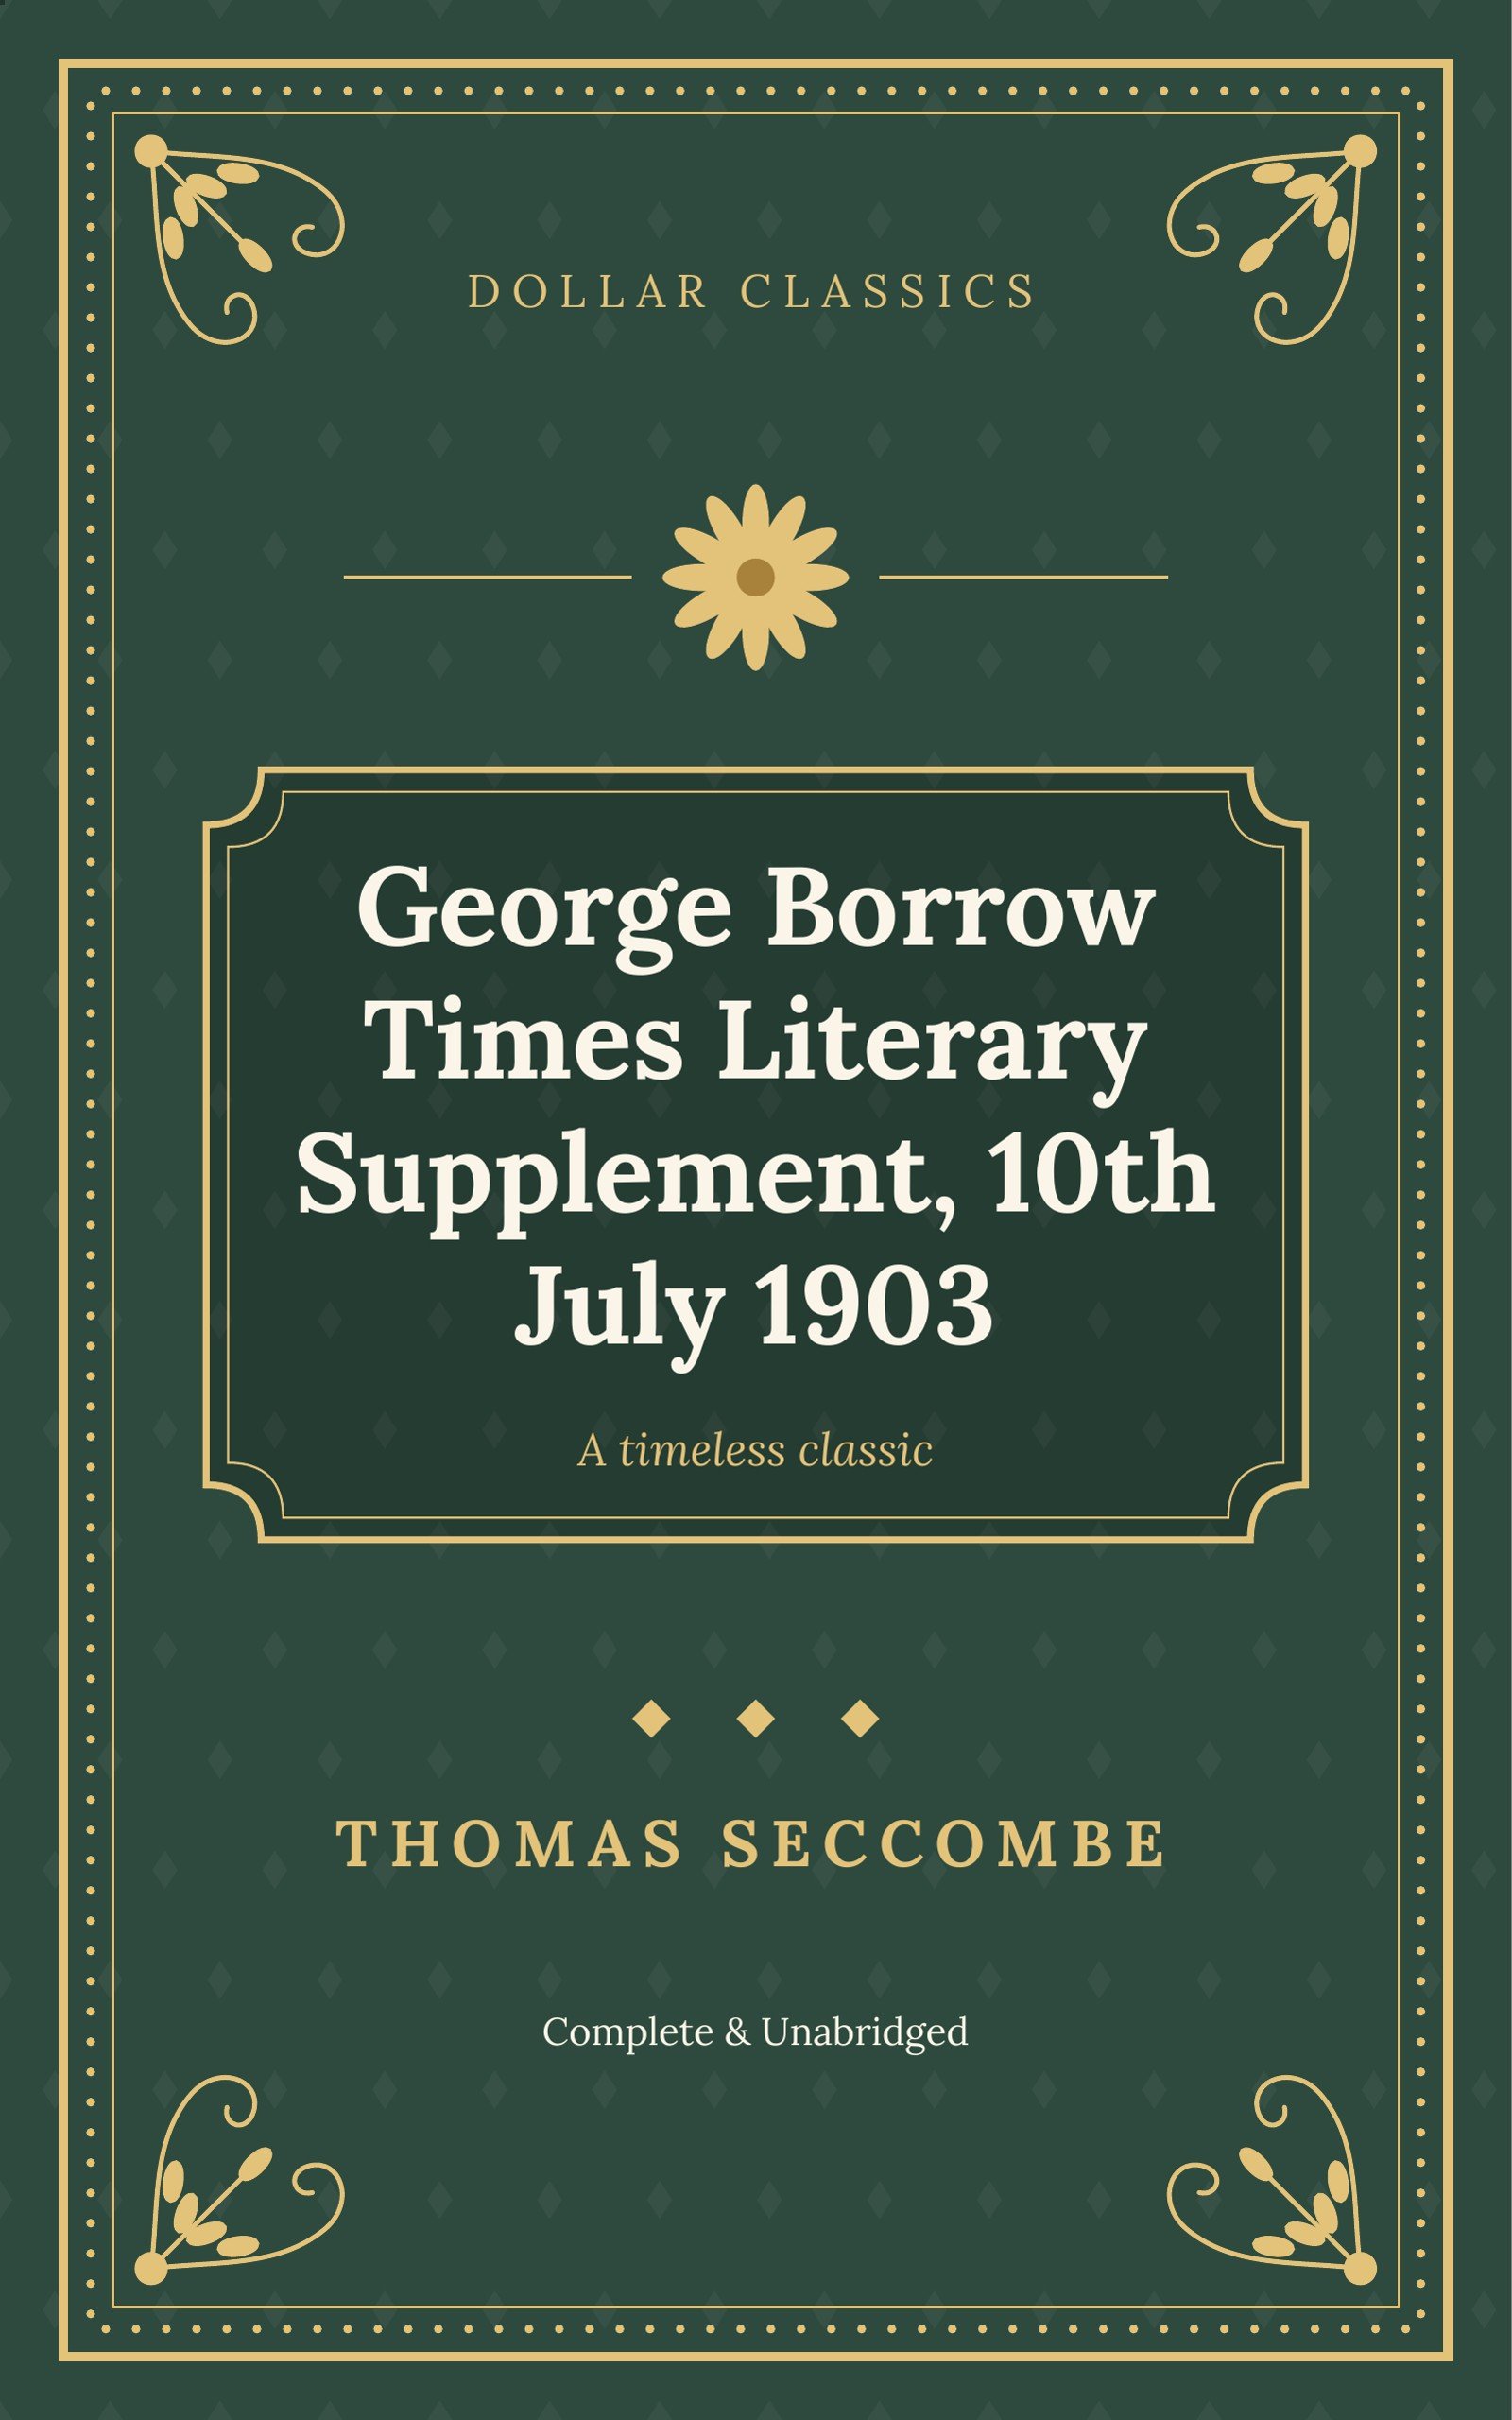 DOLLAR CLASSICS
George Borrow
Times Literary
Supplement, 10th
July 1903
A timeless classic
THOMAS SECCOMBE
Complete & Unabridged